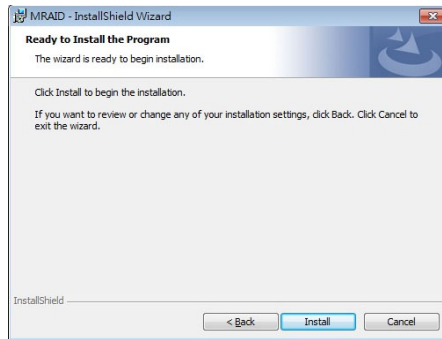 MRAID - InstallShield Wizard
Ready to Install the Program
The wizard is ready to begin installation.
Click Install to begin the installation.
If you want to review or change any of your installation settings, click Back. Click Cancel to
exit the wizard.
InstallShield
< Back
Install
Cancel